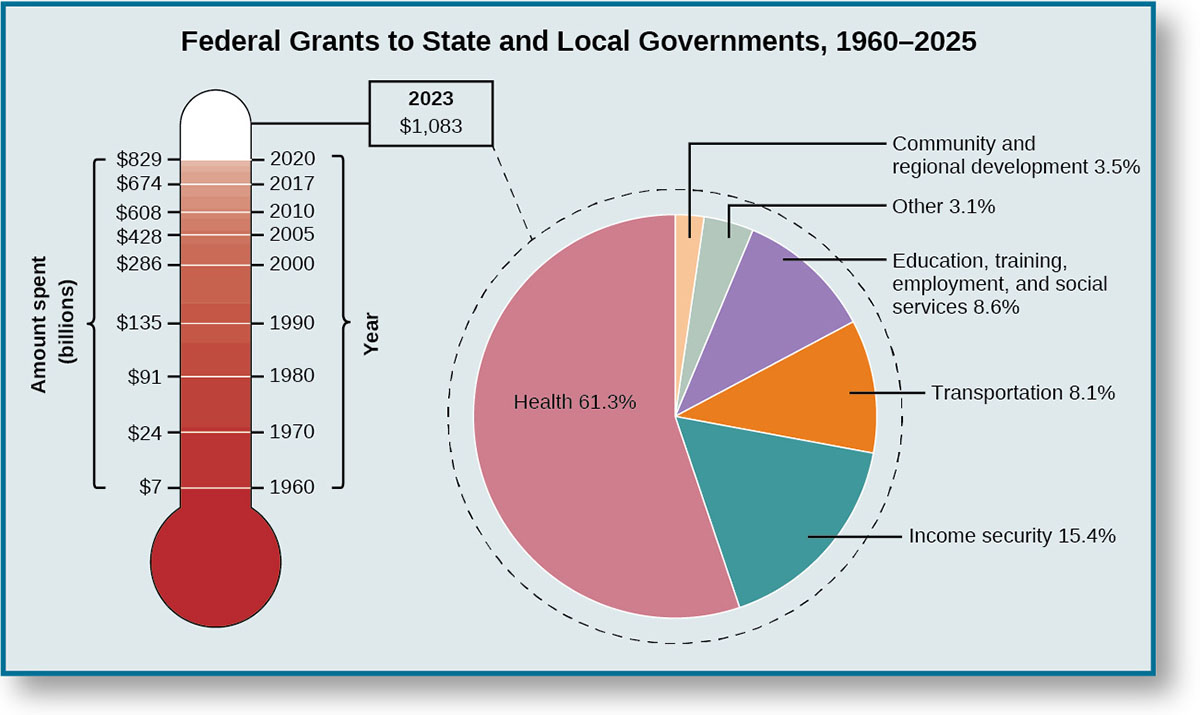 Federal Grants to State and Local Governments, 1960–2025
2023
$1,083
$829
2020
$674
2017
$608
2010
$428
2005
$286
2000
$135
1990
$91
1980
$24
1970
$7
1960
Amount spent
(billions)
Year
Community and
regional development 3.5%
Other 3.1%
Education, training,
employment, and social
services 8.6%
Transportation 8.1%
Health 61.3%
Income security 15.4%